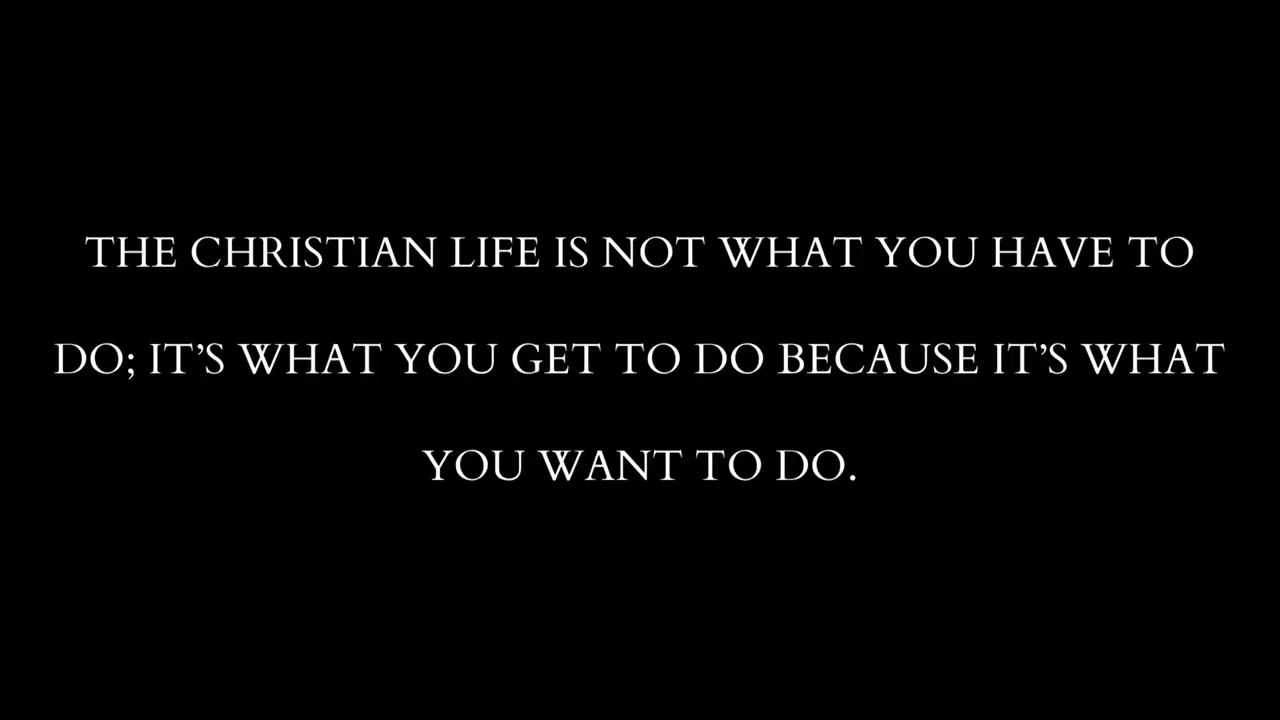 THE CHRISTIAN LIFE IS NOT WHAT YOU HAVE TO
DO; IT’S WHAT YOU GET TO DO BECAUSE IT’S WHAT
YOU WANT TO DO.